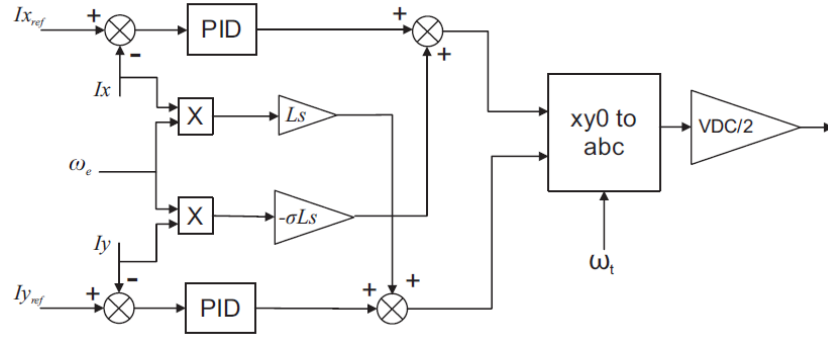 Ix_ref + PID + +
-
Ix
X Ls
xy0 to
abc
VDC/2
ω_e
X -σLs
Iy
-
+ +
Iy_ref + PID
ω_t